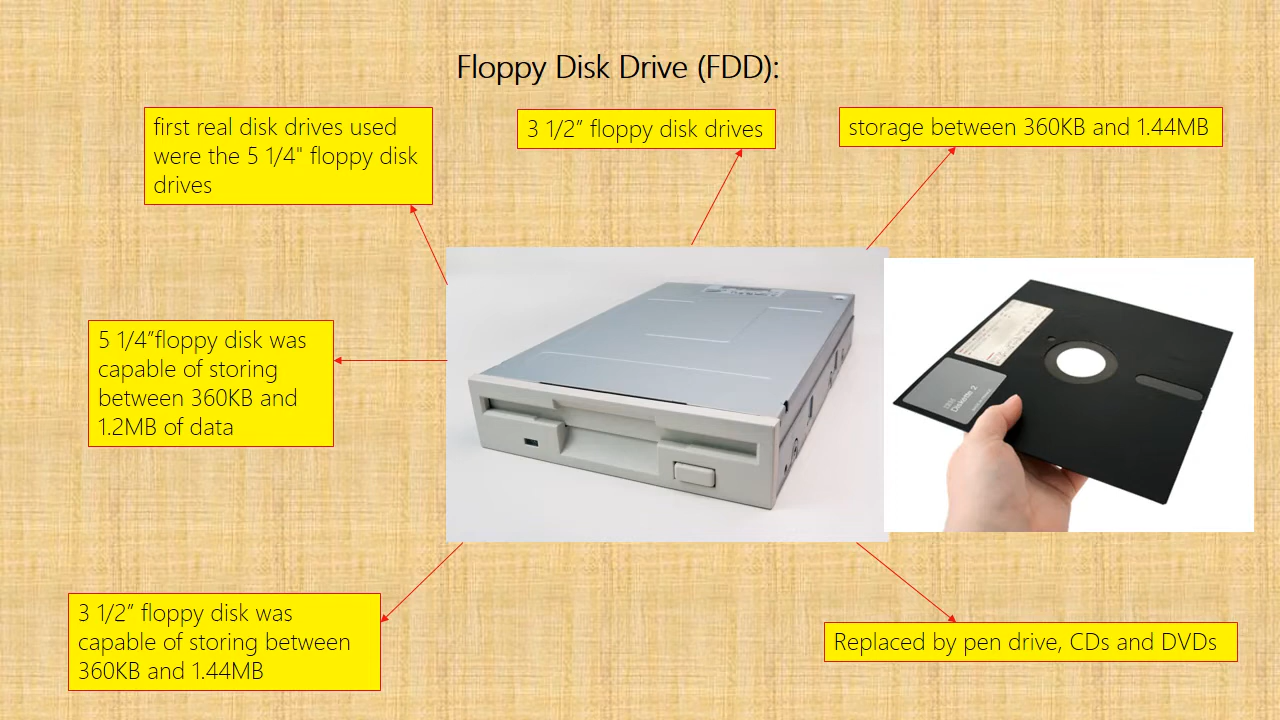 Floppy Disk Drive (FDD):
first real disk drives used
were the 5 1/4" floppy disk
drives
3 1/2” floppy disk drives
storage between 360KB and 1.44MB
5 1/4”floppy disk was
capable of storing
between 360KB and
1.2MB of data
Diskette 2
3 1/2” floppy disk was
capable of storing between
360KB and 1.44MB
Replaced by pen drive, CDs and DVDs